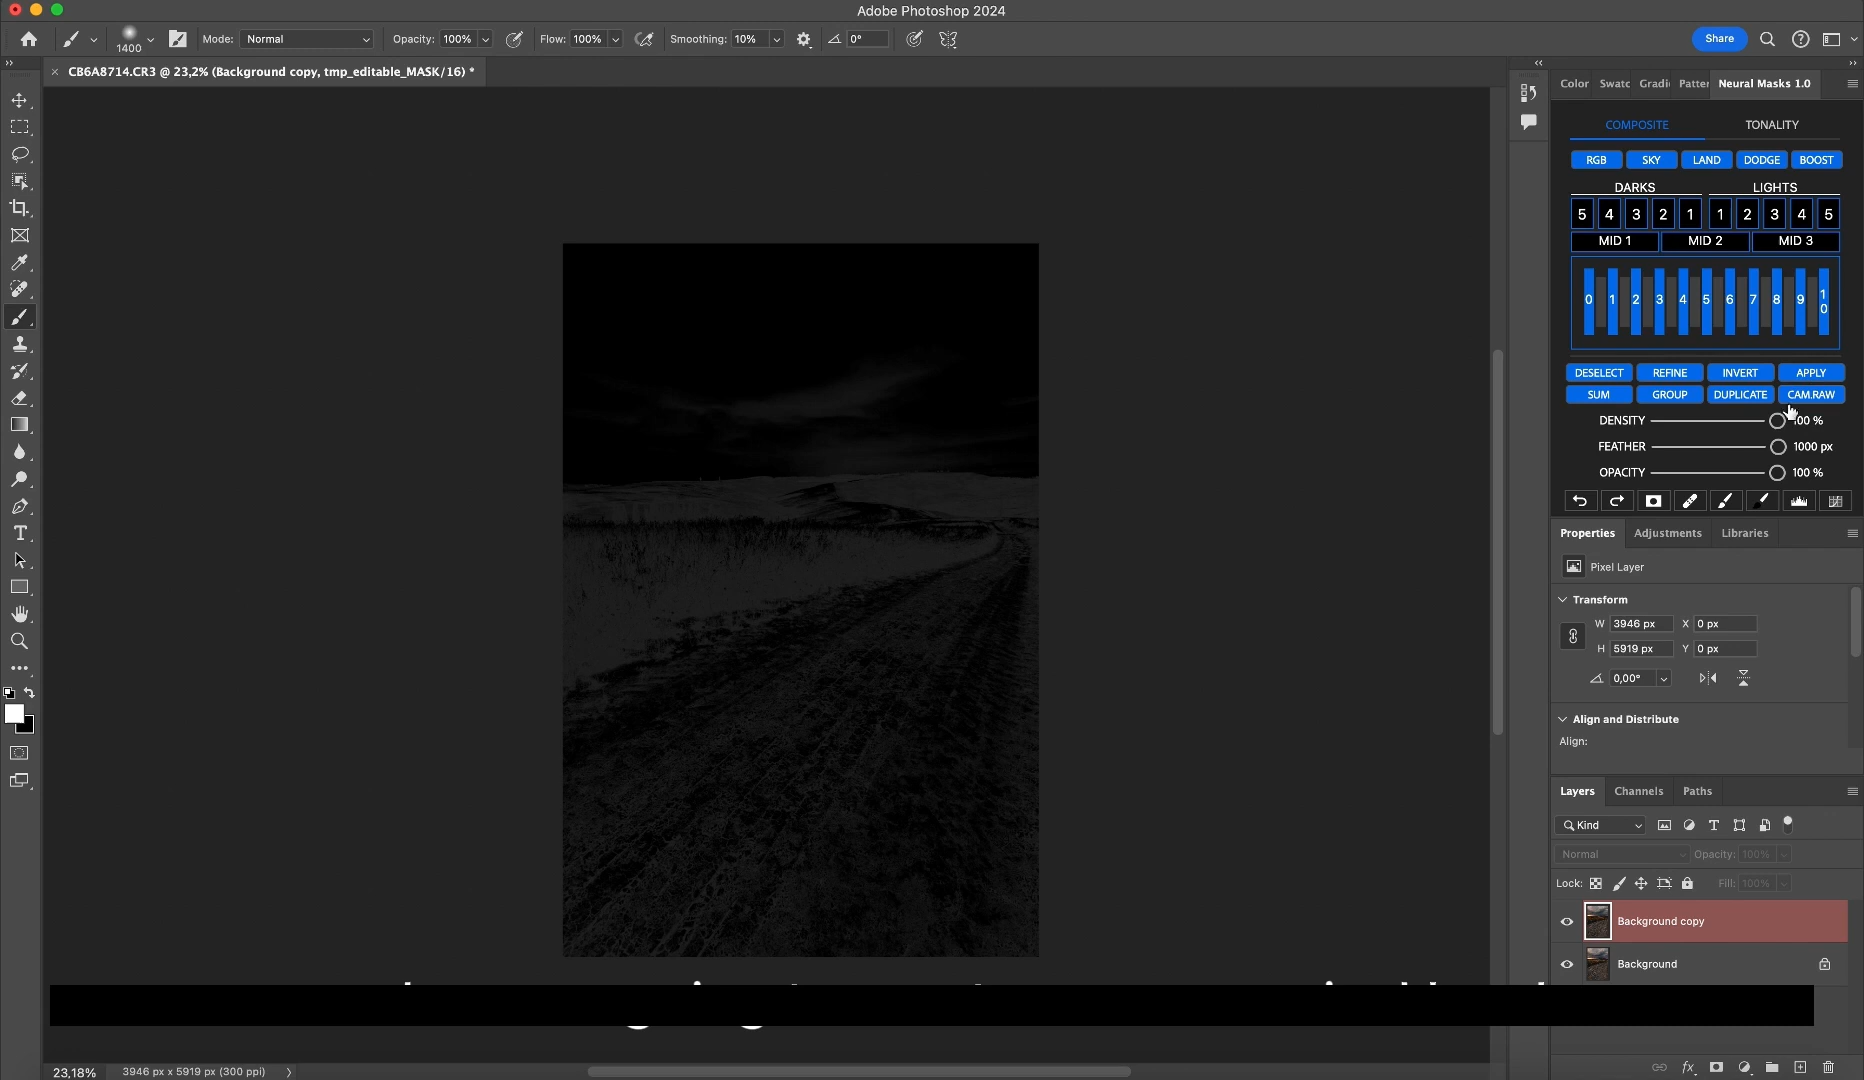 Adobe Photoshop 2024
1400 Mode: Normal Opacity: 100% Flow: 100% Smoothing: 10% 0° Share
CB6A8714.CR3 @ 23,2% (Background copy, tmp_editable_MASK/16) *
Color Swatc Gradi Patter Neural Masks 1.0
COMPOSITE TONALITY
RGB SKY LAND DODGE BOOST
DARKS LIGHTS
5 4 3 2 1 1 2 3 4 5
MID 1 MID 2 MID 3
0 1 2 3 4 5 6 7 8 9 10
DESELECT REFINE INVERT APPLY
SUM GROUP DUPLICATE CAM.RAW
DENSITY 100 %
FEATHER 1000 px
OPACITY 100 %
Properties Adjustments Libraries
Pixel Layer
Transform
W 3946 px X 0 px
H 5919 px Y 0 px
0,00°
Align and Distribute
Align:
Layers Channels Paths
Kind
Normal Opacity: 100%
Lock: Fill: 100%
Background copy
Background
23,18% 3946 px x 5919 px (300 ppi)